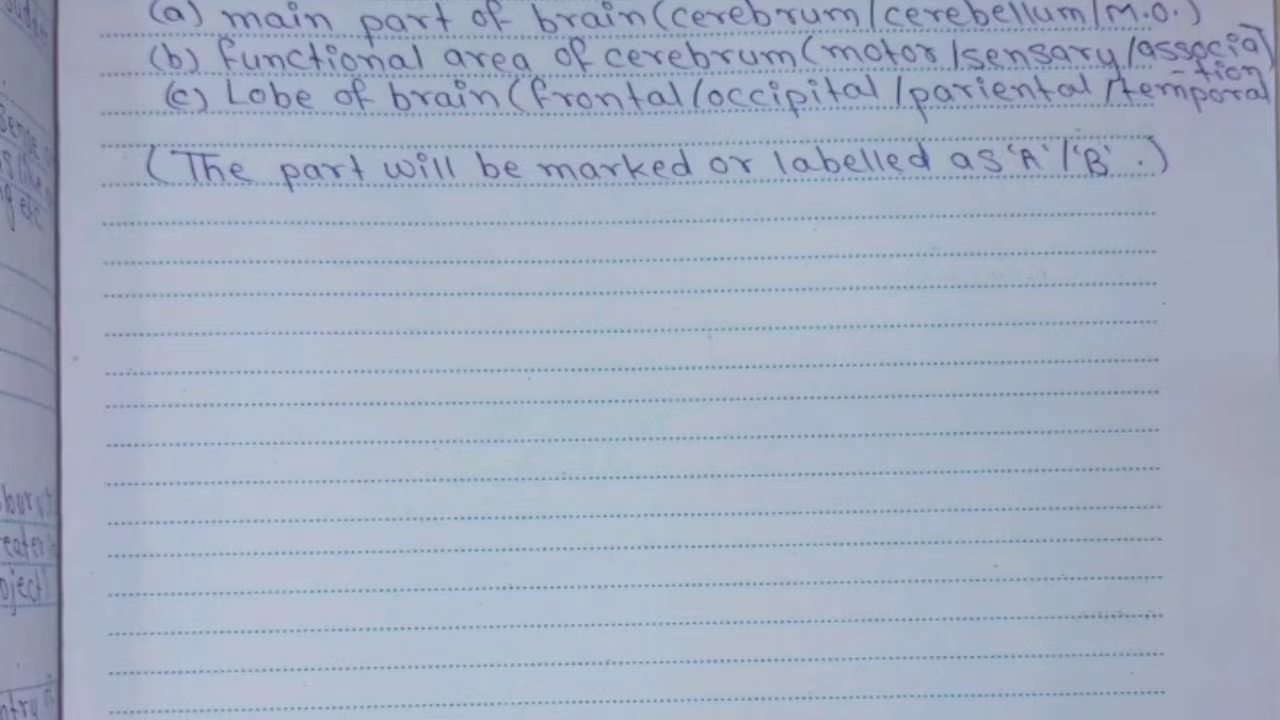 (a) main part of brain (cerebrum/cerebellum/M.O.)
(b) functional area of cerebrum (motor/sensary/associa
-tion)
(c) Lobe of brain (frontal/occipital/pariental/temporal
(The part will be marked or labelled as 'A'/'B'.)